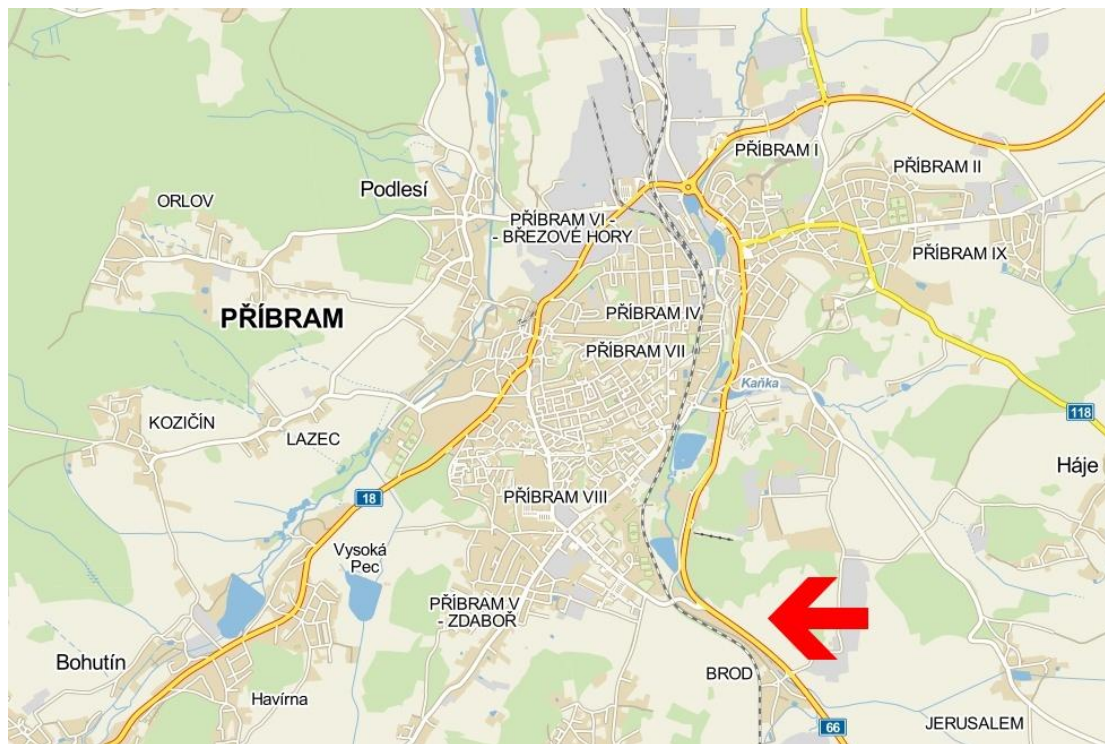 PŘÍBRAM I
PŘÍBRAM II
Podlesí
ORLOV
PŘÍBRAM VI -
- BŘEZOVÉ HORY
PŘÍBRAM IX
PŘÍBRAM
PŘÍBRAM IV
PŘÍBRAM VII
Kaňka
118
KOZIČÍN
LAZEC
Háje
18
PŘÍBRAM VIII
Vysoká
Pec
PŘÍBRAM V
- ZDABOŘ
Bohutín
BROD
Havírna
66
JERUSALEM